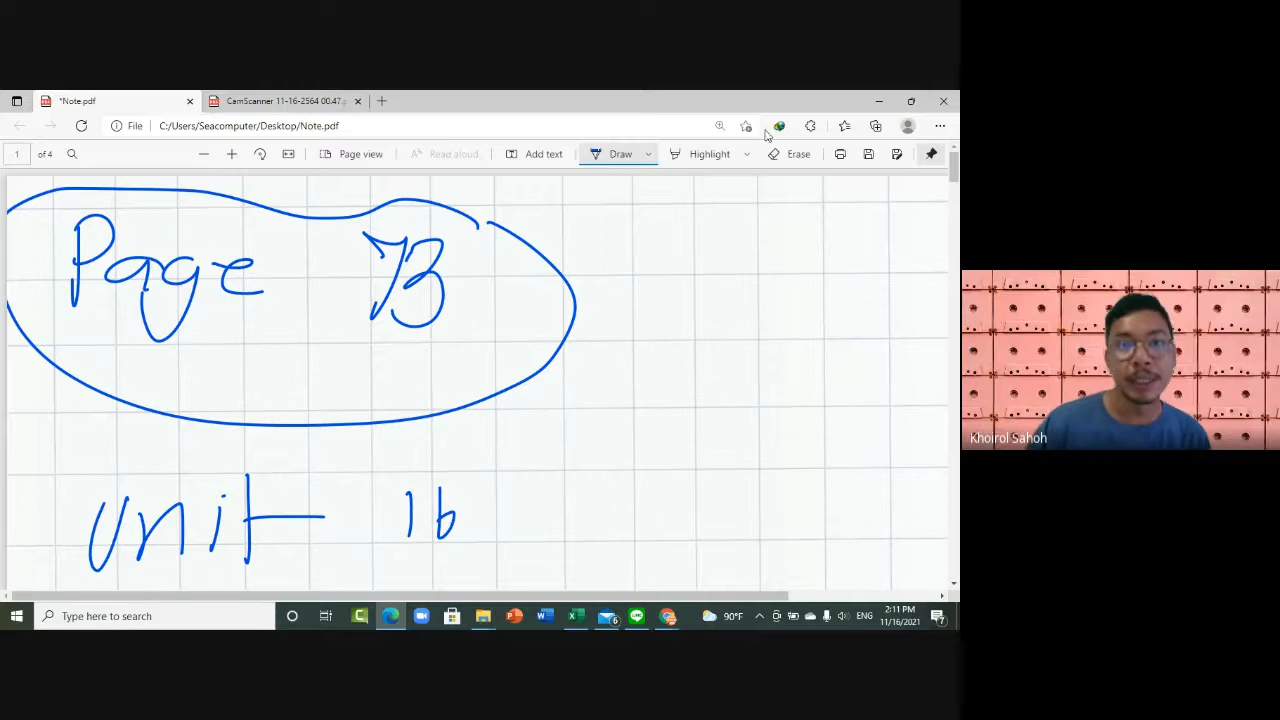 *Note.pdf
CamScanner 11-16-2564 00.47.
File C:/Users/Seacomputer/Desktop/Note.pdf
1 of 4 Page view Read aloud Add text Draw Highlight Erase
Page 73
Unit 16
Khoirol Sahoh
Type here to search
6
90°F
ENG
2:11 PM
11/16/2021
7